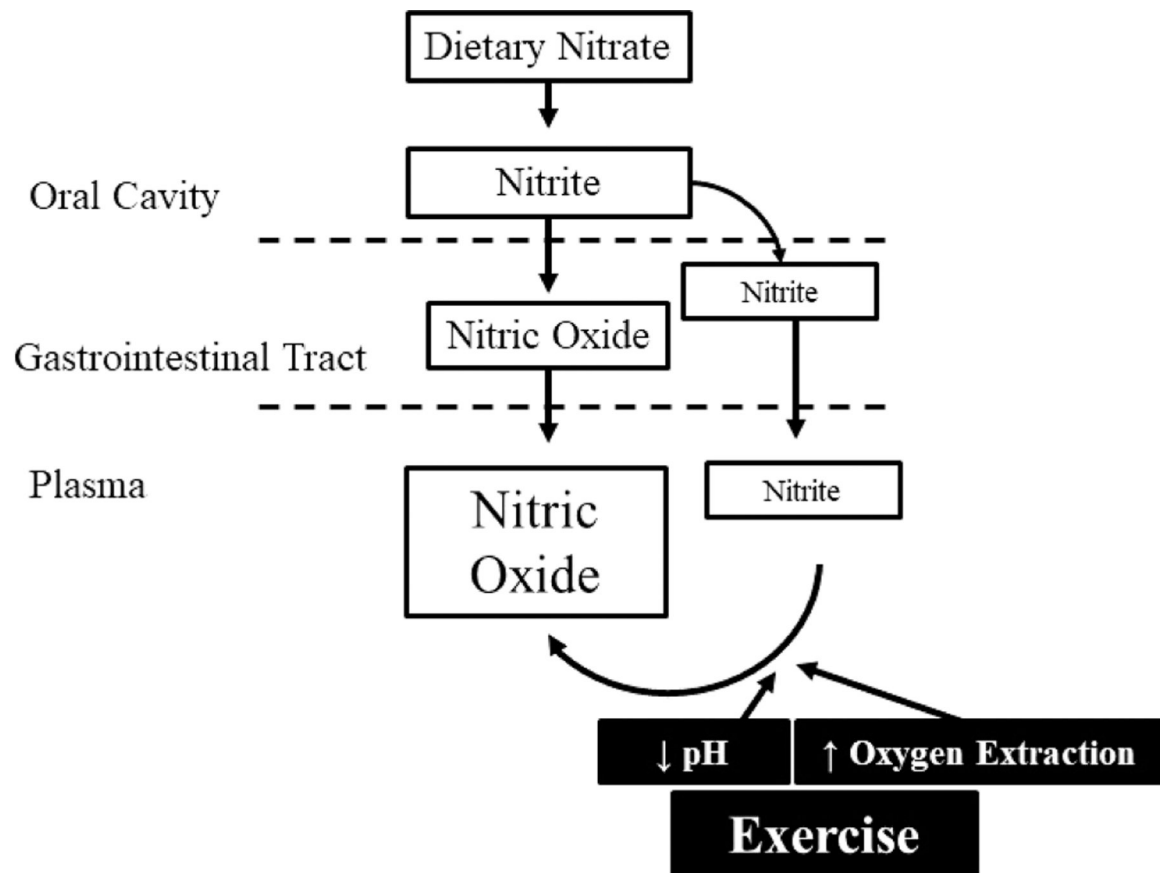 Dietary Nitrate
Oral Cavity
Nitrite
Nitrite
Gastrointestinal Tract
Nitric Oxide
Plasma
Nitric
Oxide
Nitrite
↓ pH
↑ Oxygen Extraction
Exercise